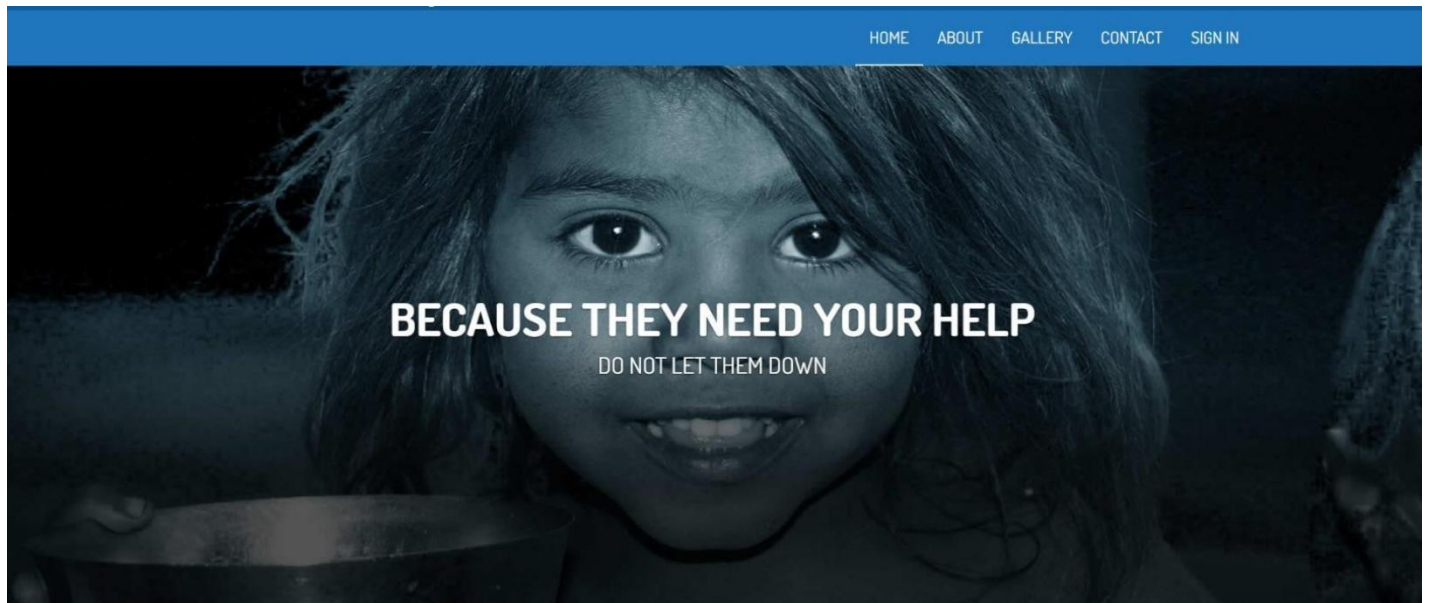 HOME ABOUT GALLERY CONTACT SIGN IN
BECAUSE THEY NEED YOUR HELP
DO NOT LET THEM DOWN